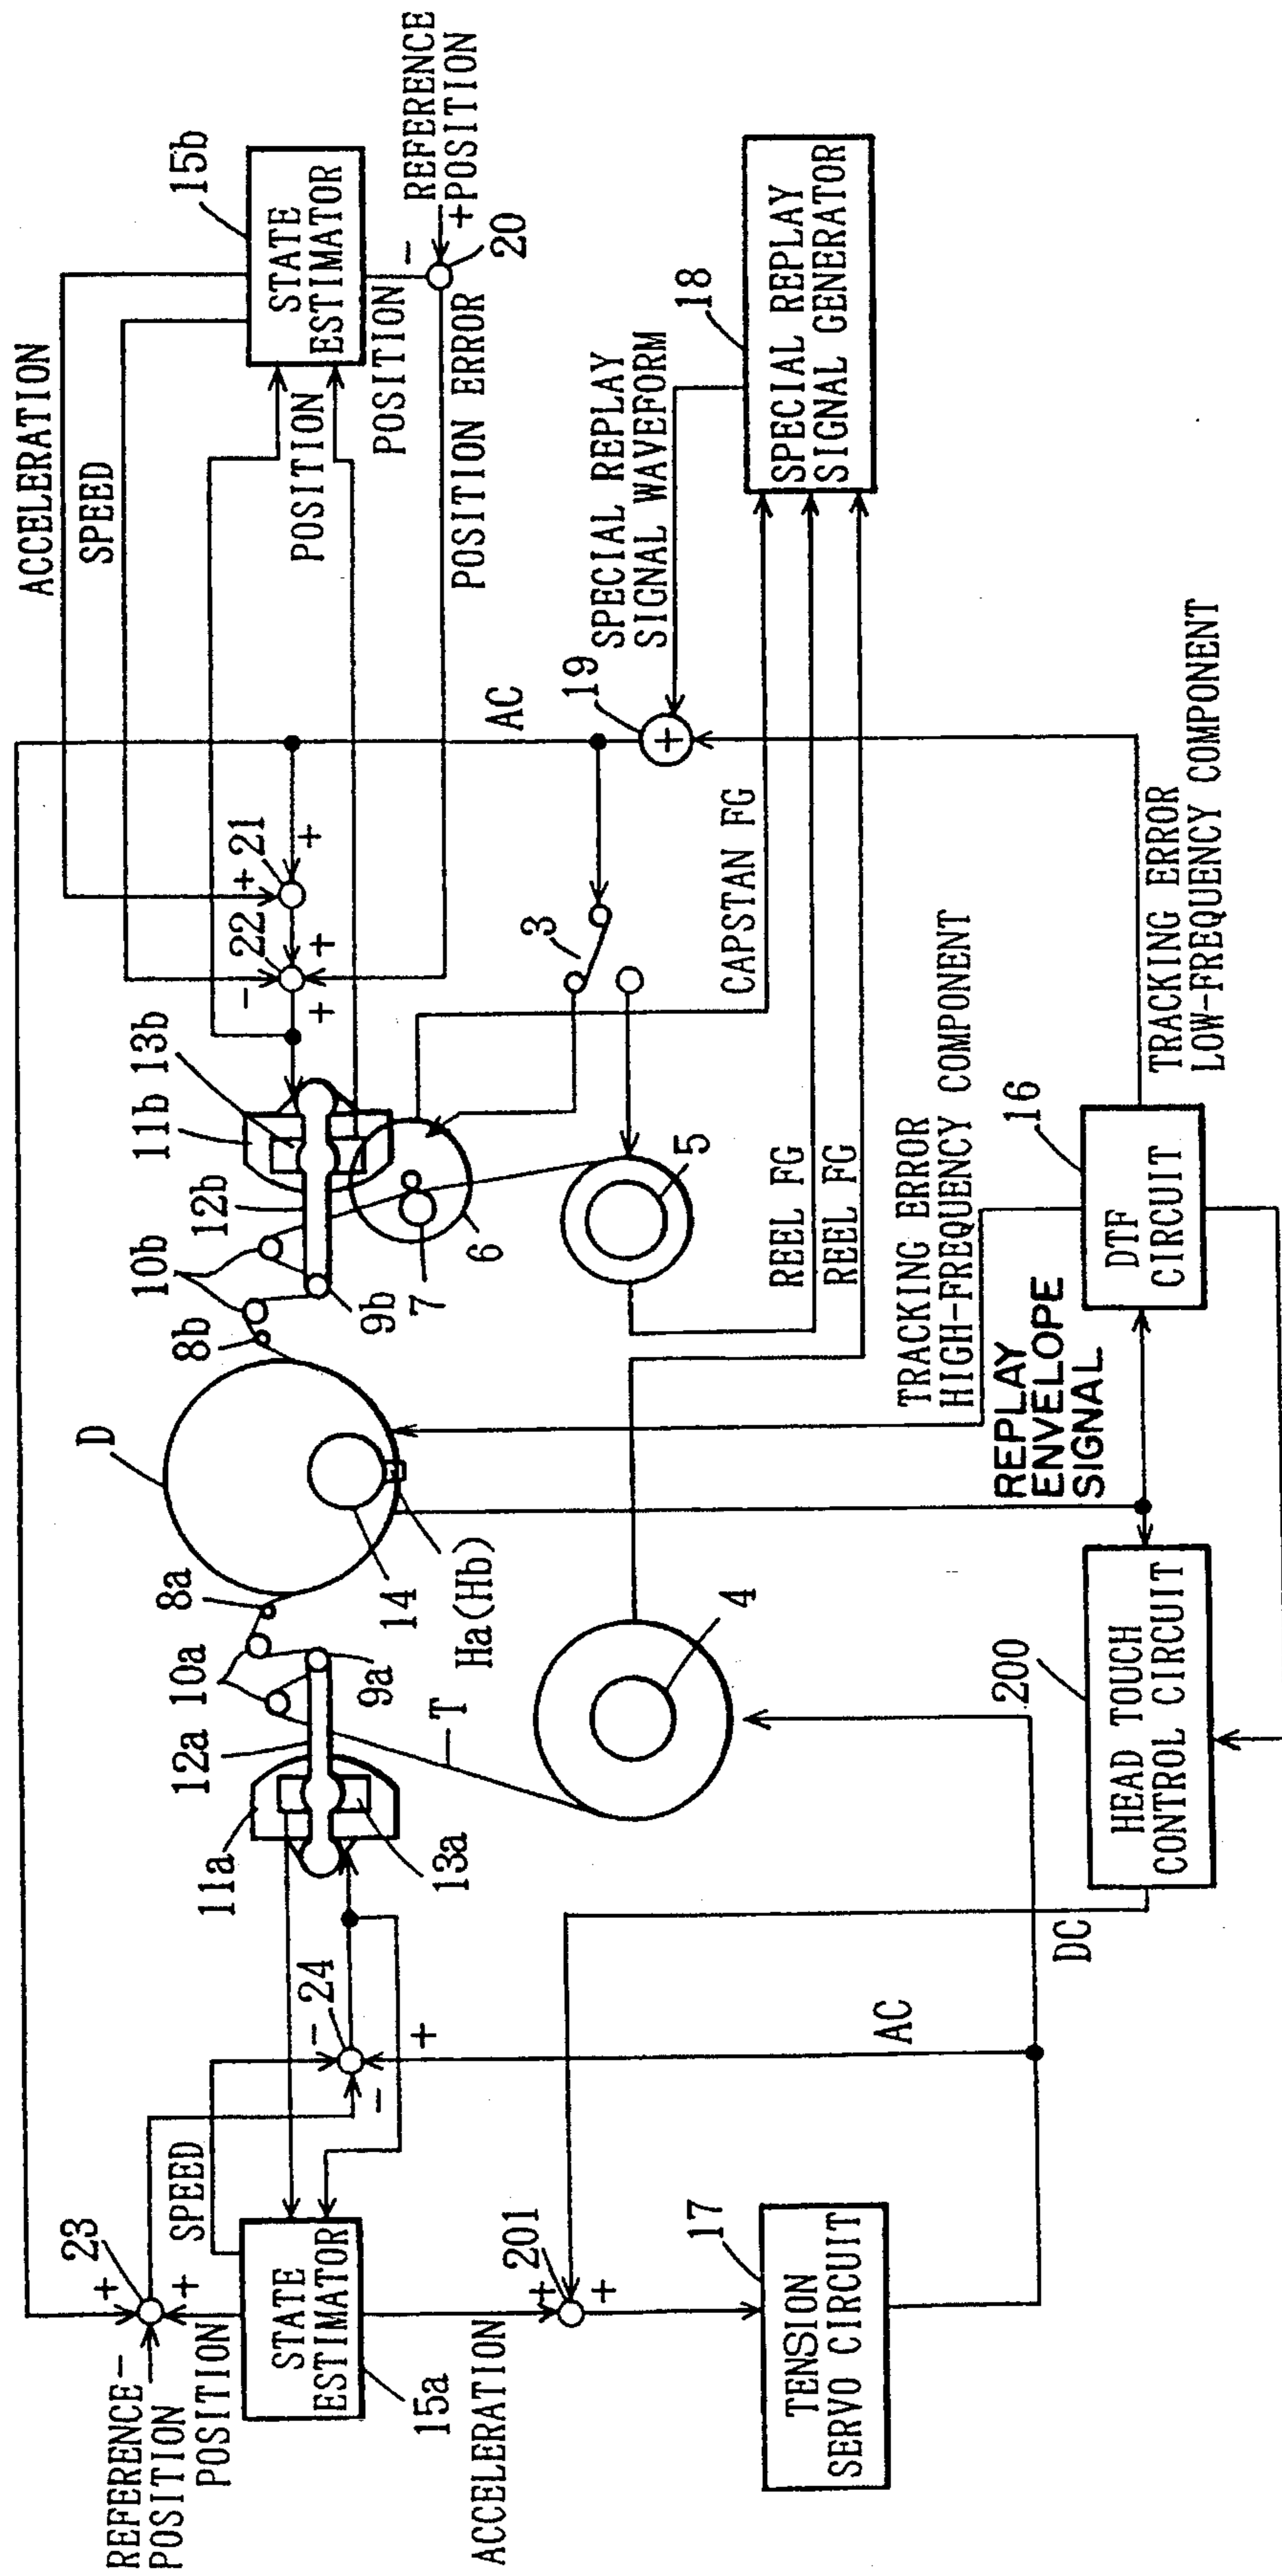 ACCELERATION
SPEED
POSITION
STATE
ESTIMATOR
15b
REFERENCE
+POSITION
-
20
POSITION
POSITION ERROR
AC
+
21
+
22
+
-
+
11b
13b
12b
10b
8b
9b
7
6
3
5
19
+
SPECIAL REPLAY
SIGNAL WAVEFORM
18
SPECIAL REPLAY
SIGNAL GENERATOR
CAPSTAN FG
REEL FG
REEL FG
D
14
Ha(Hb)
8a
10a
9a
12a
T
11a
13a
4
23
+
+
REFERENCE-
POSITION
POSITION
SPEED
STATE
ESTIMATOR
15a
-
24
-
+
ACCELERATION
201
+
+
17
TENSION
SERVO CIRCUIT
AC
DC
200
HEAD TOUCH
CONTROL CIRCUIT
REPLAY
ENVELOPE
SIGNAL
TRACKING ERROR
HIGH-FREQUENCY COMPONENT
16
DTF
CIRCUIT
TRACKING ERROR
LOW-FREQUENCY COMPONENT